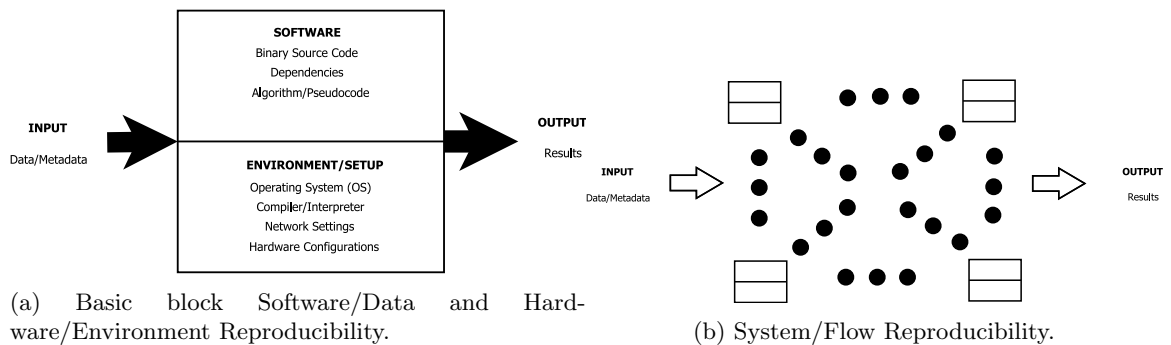 SOFTWARE
Binary Source Code
Dependencies
Algorithm/Pseudocode
INPUT
Data/Metadata
OUTPUT
Results
ENVIRONMENT/SETUP
Operating System (OS)
Compiler/Interpreter
Network Settings
Hardware Configurations
(a) Basic block Software/Data and Hard-
ware/Environment Reproducibility.
INPUT
Data/Metadata
OUTPUT
Results
(b) System/Flow Reproducibility.